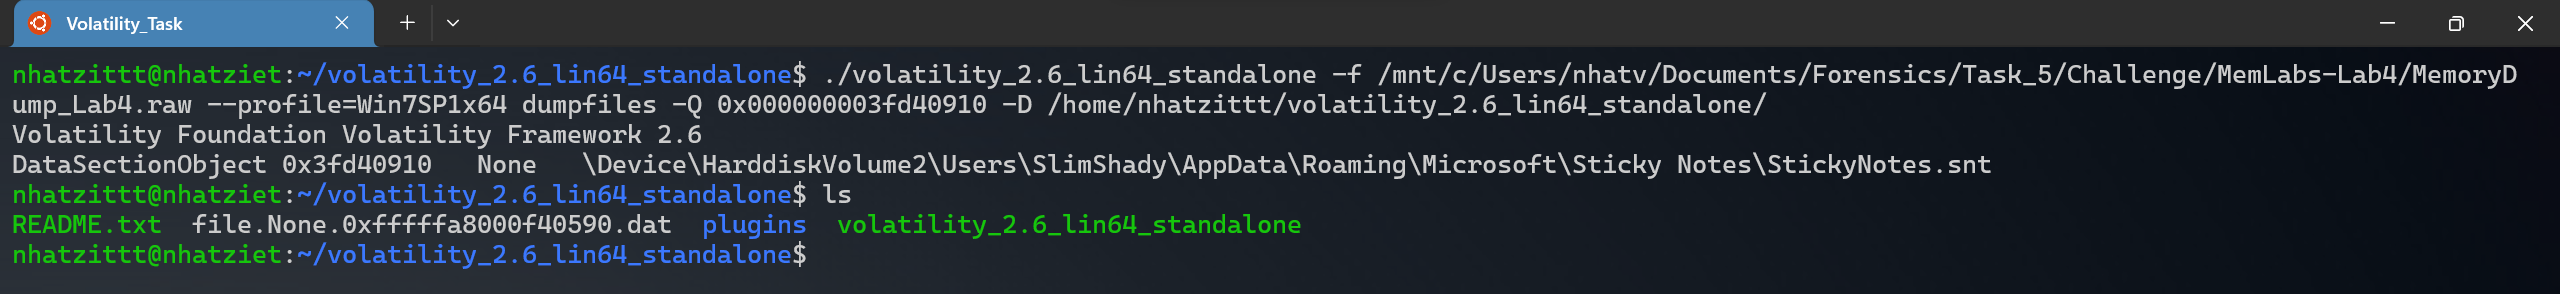 Volatility_Task
nhatzittt@nhatziet:~/volatility_2.6_lin64_standalone$ ./volatility_2.6_lin64_standalone -f /mnt/c/Users/nhatv/Documents/Forensics/Task_5/Challenge/MemLabs-Lab4/MemoryD
ump_Lab4.raw --profile=Win7SP1x64 dumpfiles -Q 0x000000003fd40910 -D /home/nhatzittt/volatility_2.6_lin64_standalone/
Volatility Foundation Volatility Framework 2.6
DataSectionObject 0x3fd40910   None   \Device\HarddiskVolume2\Users\SlimShady\AppData\Roaming\Microsoft\Sticky Notes\StickyNotes.snt
nhatzittt@nhatziet:~/volatility_2.6_lin64_standalone$ ls
README.txt  file.None.0xfffffa8000f40590.dat  plugins  volatility_2.6_lin64_standalone
nhatzittt@nhatziet:~/volatility_2.6_lin64_standalone$